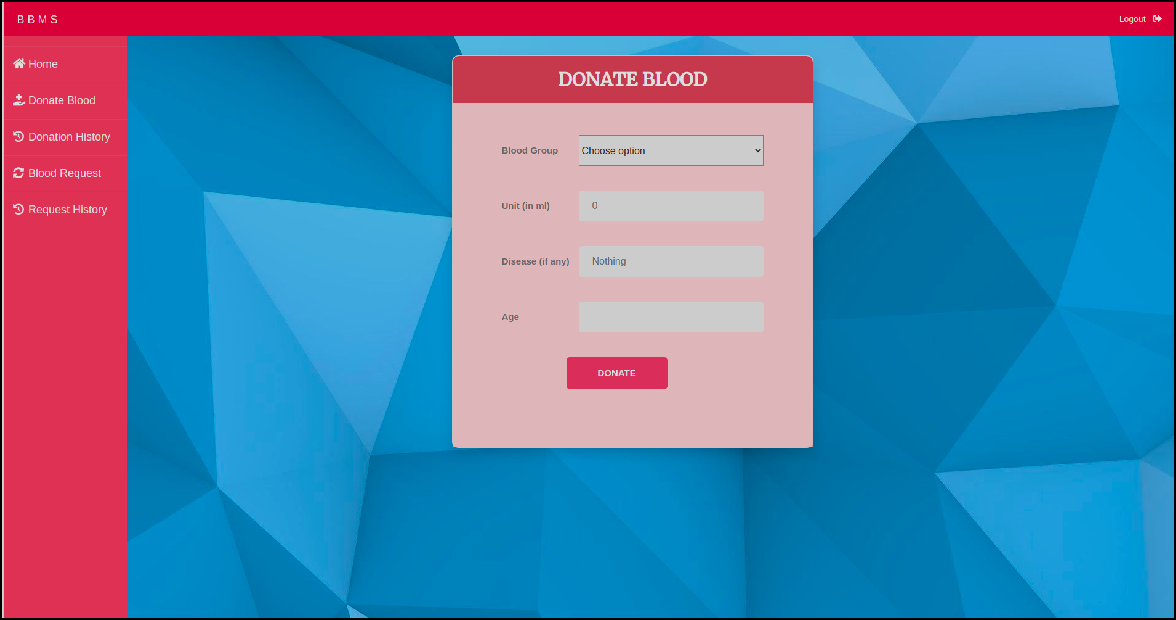 B B M S
Logout
Home
Donate Blood
Donation History
Blood Request
Request History
DONATE BLOOD
Blood Group
Choose option
Unit (in ml)
0
Disease (if any)
Nothing
Age
DONATE